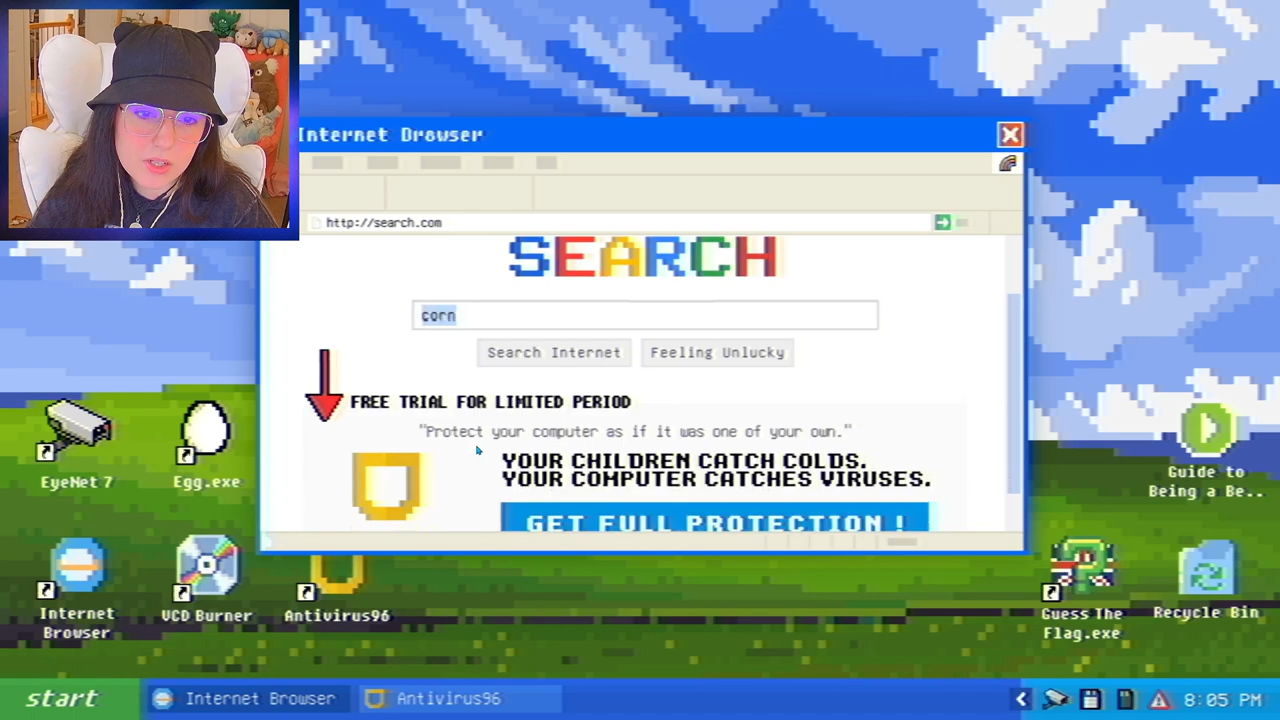 Internet Browser
http://search.com
SEARCH
corn
Search Internet
Feeling Unlucky
FREE TRIAL FOR LIMITED PERIOD
"Protect your computer as if it was one of your own."
YOUR CHILDREN CATCH COLDS.
YOUR COMPUTER CATCHES VIRUSES.
GET FULL PROTECTION !
EyeNet 7
Egg.exe
Guide to
Being a Be..
Internet
Browser
VCD Burner
Antivirus96
Guess The
Flag.exe
Recycle Bin
start
Internet Browser
Antivirus96
8:05 PM